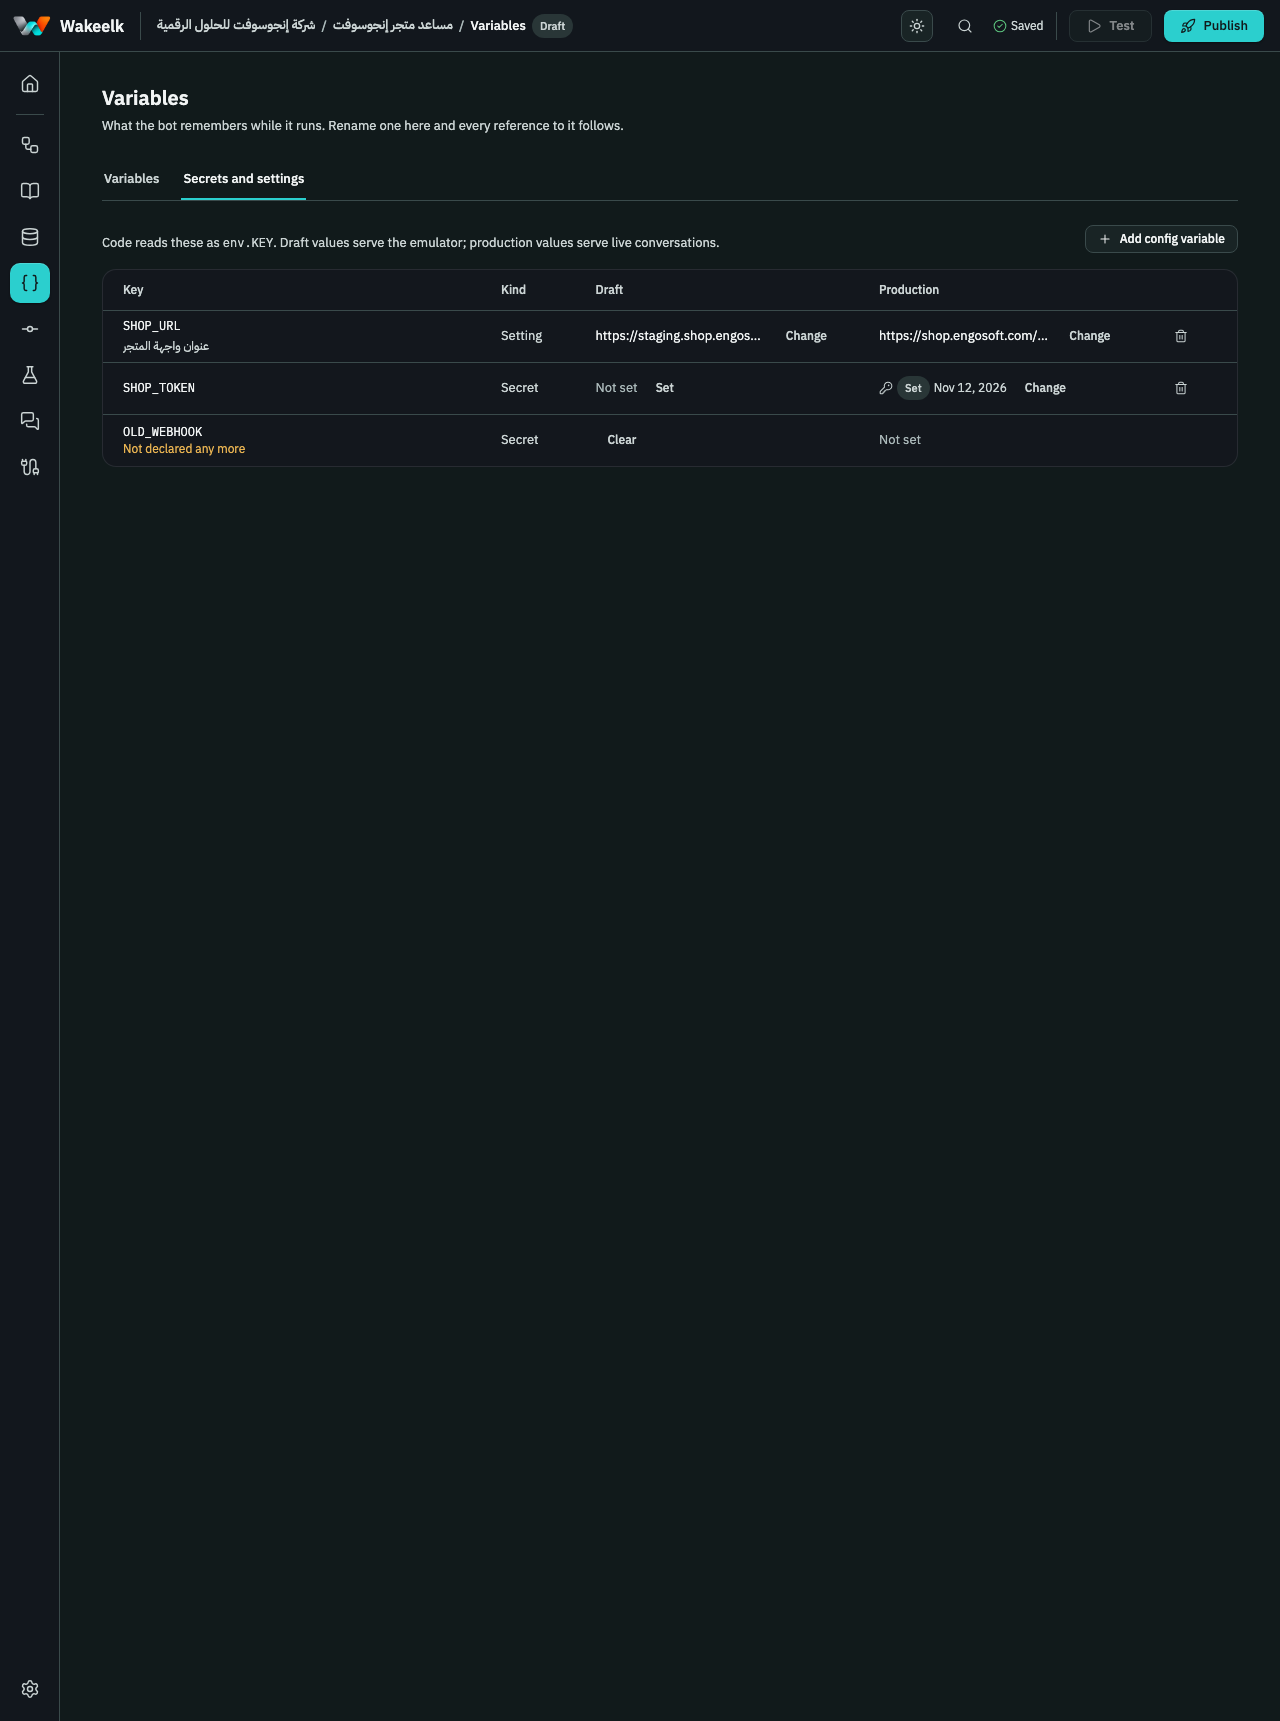 Wakeelk
شركة إنجوسوفت للحلول الرقمية / مساعد متجر إنجوسوفت / Variables Draft
Saved Test Publish
Variables
What the bot remembers while it runs. Rename one here and every reference to it follows.
Variables Secrets and settings
Code reads these as env.KEY. Draft values serve the emulator; production values serve live conversations.
Add config variable
Key Kind Draft Production
SHOP_URL
عنوان واجهة المتجر
Setting https://staging.shop.engos... Change https://shop.engosoft.com/... Change
SHOP_TOKEN Secret Not set Set Set Nov 12, 2026 Change
OLD_WEBHOOK
Not declared any more
Secret Clear Not set